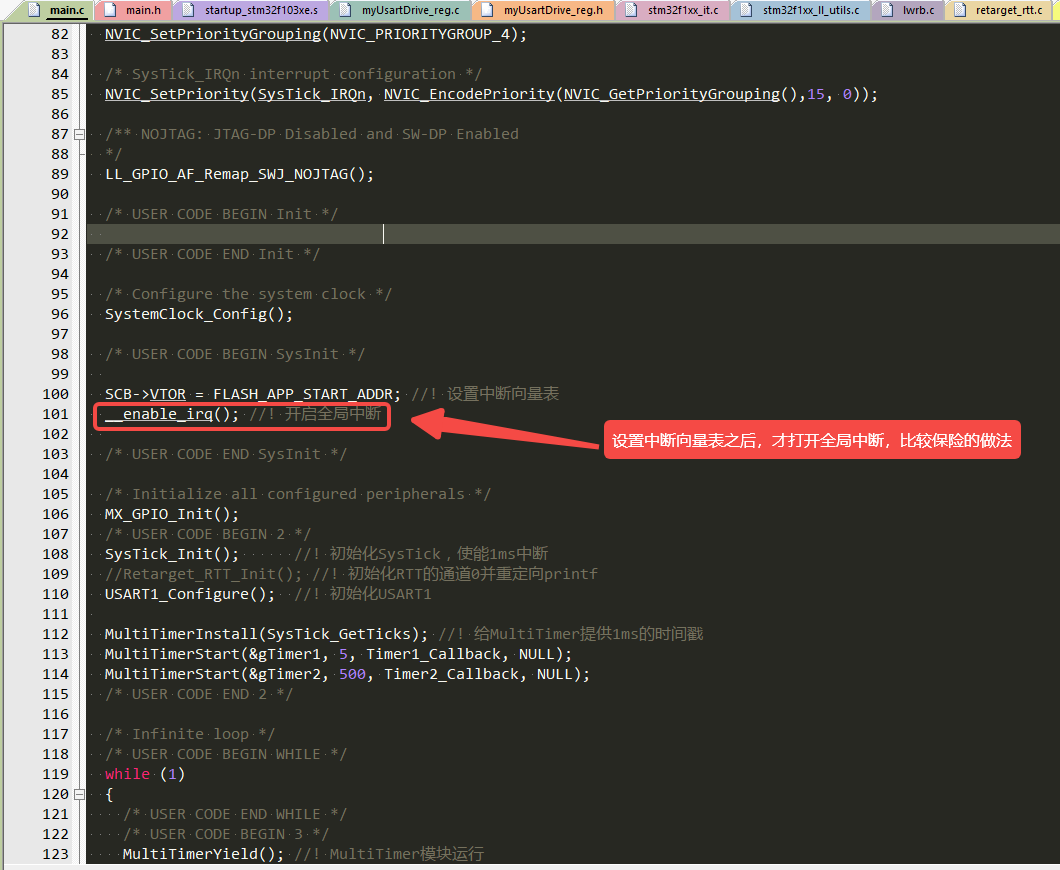 main.c main.h startup_stm32f103xe.s myUsartDrive_reg.c myUsartDrive_reg.h stm32f1xx_it.c stm32f1xx_ll_utils.c lwrb.c retarget_rtt.c
82 NVIC_SetPriorityGrouping(NVIC_PRIORITYGROUP_4);
83
84 /* SysTick_IRQn interrupt configuration */
85 NVIC_SetPriority(SysTick_IRQn, NVIC_EncodePriority(NVIC_GetPriorityGrouping(),15, 0));
86
87 /** NOJTAG: JTAG-DP Disabled and SW-DP Enabled
88 */
89 LL_GPIO_AF_Remap_SWJ_NOJTAG();
90
91 /* USER CODE BEGIN Init */
92
93 /* USER CODE END Init */
94
95 /* Configure the system clock */
96 SystemClock_Config();
97
98 /* USER CODE BEGIN SysInit */
99
100 SCB->VTOR = FLASH_APP_START_ADDR; //! 设置中断向量表
101 __enable_irq(); //! 开启全局中断
设置中断向量表之后，才打开全局中断，比较保险的做法
102
103 /* USER CODE END SysInit */
104
105 /* Initialize all configured peripherals */
106 MX_GPIO_Init();
107 /* USER CODE BEGIN 2 */
108 SysTick_Init(); //! 初始化SysTick，使能1ms中断
109 //Retarget_RTT_Init(); //! 初始化RTT的通道0并重定向printf
110 USART1_Configure(); //! 初始化USART1
111
112 MultiTimerInstall(SysTick_GetTicks); //! 给MultiTimer提供1ms的时间戳
113 MultiTimerStart(&gTimer1, 5, Timer1_Callback, NULL);
114 MultiTimerStart(&gTimer2, 500, Timer2_Callback, NULL);
115 /* USER CODE END 2 */
116
117 /* Infinite loop */
118 /* USER CODE BEGIN WHILE */
119 while (1)
120 {
121 /* USER CODE END WHILE */
122 /* USER CODE BEGIN 3 */
123 MultiTimerYield(); //! MultiTimer模块运行